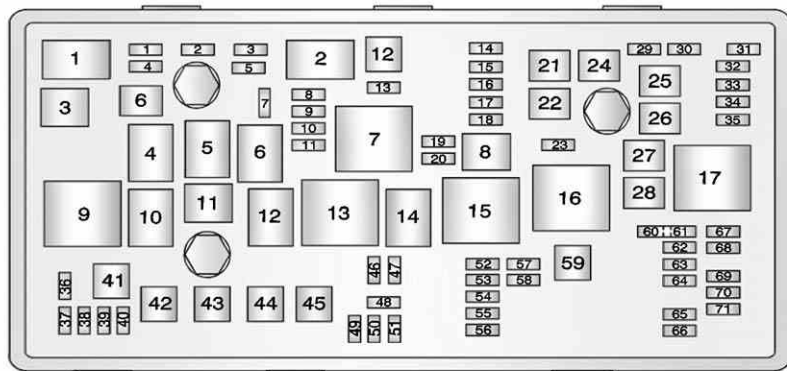 1 2 3 2 12 14 21 24 29 30 31
1 4 5 13 15 25 32
3 6 7 8 16 22 33
9 17 26 34
10 7 18 35
4 5 6 11 19 8 23 27 17
20
9 10 11 12 13 14 15 16 28
60 61 67
62 68
41 46 47 52 57 59 63
36 53 58 64 69
42 43 44 45 48 54 70
37 38 39 40 49 50 51 55 65 71
56 66